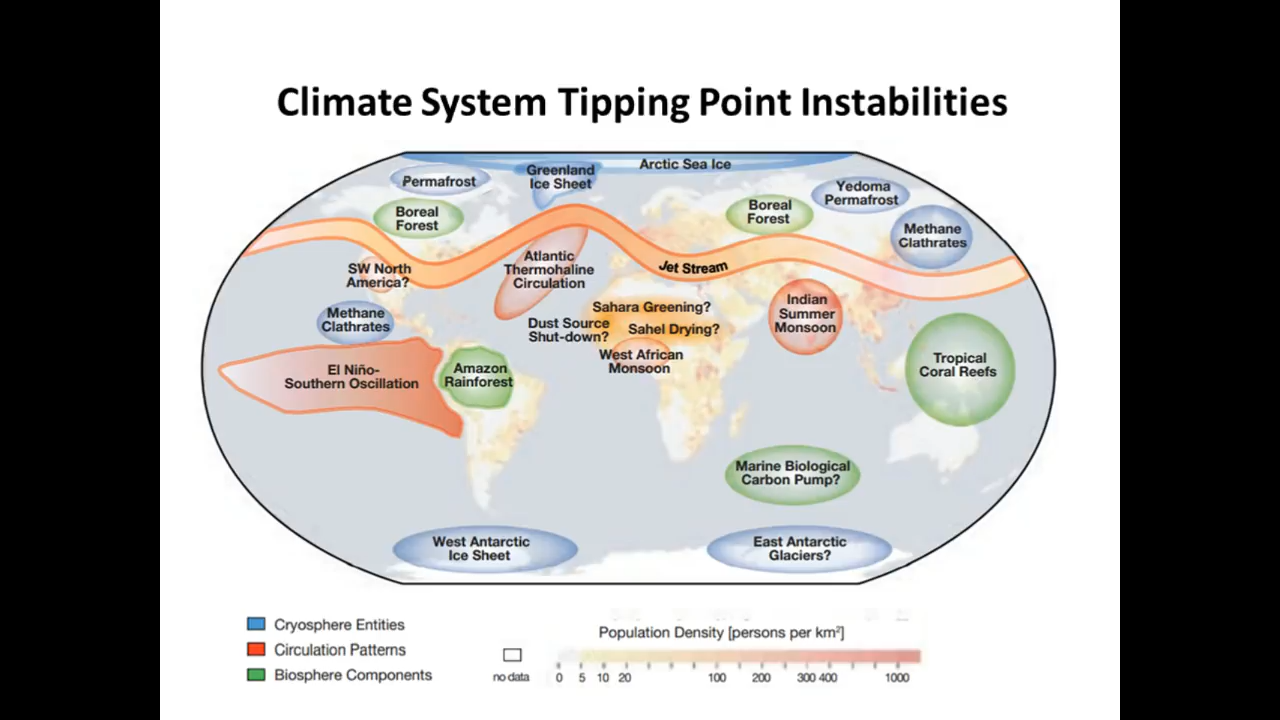 Climate System Tipping Point Instabilities
Arctic Sea Ice
Greenland
Ice Sheet
Permafrost
Yedoma
Permafrost
Boreal
Forest
Boreal
Forest
Methane
Clathrates
Atlantic
Thermohaline
Circulation
Jet Stream
SW North
America?
Methane
Clathrates
Sahara Greening?
Dust Source
Shut-down?
Sahel Drying?
West African
Monsoon
Indian
Summer
Monsoon
El Niño-
Southern Oscillation
Amazon
Rainforest
Tropical
Coral Reefs
Marine Biological
Carbon Pump?
West Antarctic
Ice Sheet
East Antarctic
Glaciers?
Cryosphere Entities
Circulation Patterns
Biosphere Components
no data
Population Density [persons per km²]
0 5 10 20 100 200 300 400 1000